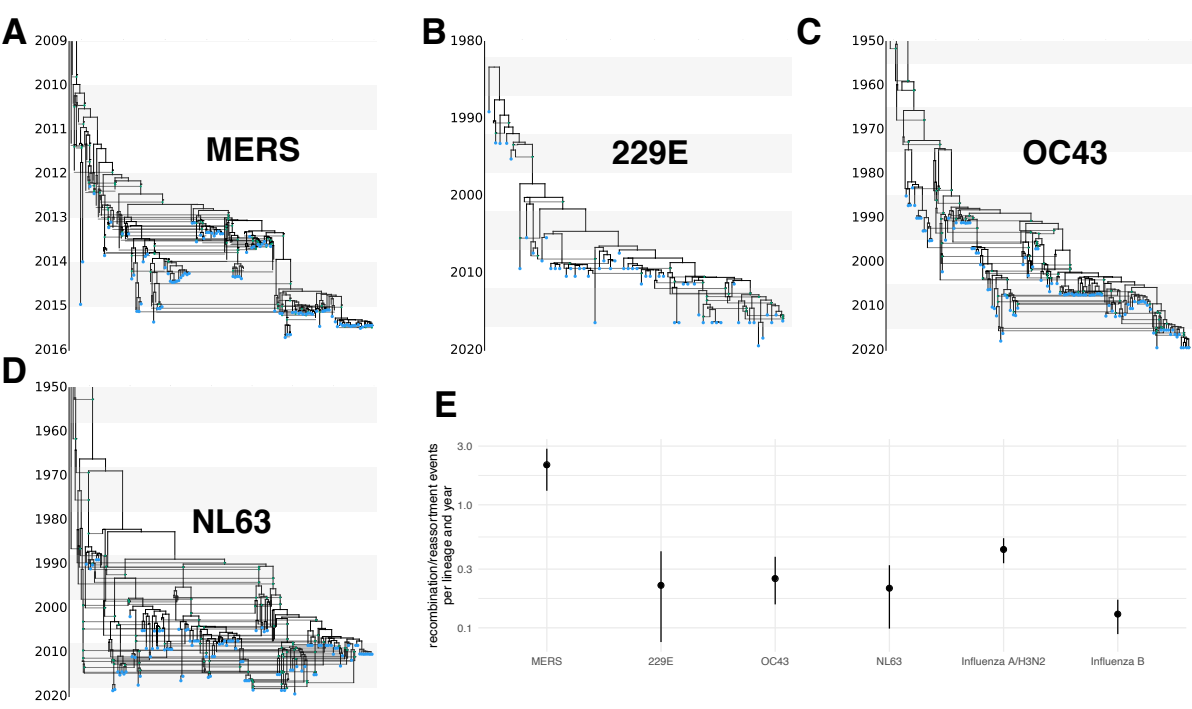 A
2009
2010
2011
2012
2013
2014
2015
2016
MERS
B
1980
1990
2000
2010
2020
229E
C
1950
1960
1970
1980
1990
2000
2010
2020
OC43
D
1950
1960
1970
1980
1990
2000
2010
2020
NL63
E
recombination/reassortment events
per lineage and year
3.0
1.0
0.3
0.1
MERS
229E
OC43
NL63
Influenza A/H3N2
Influenza B